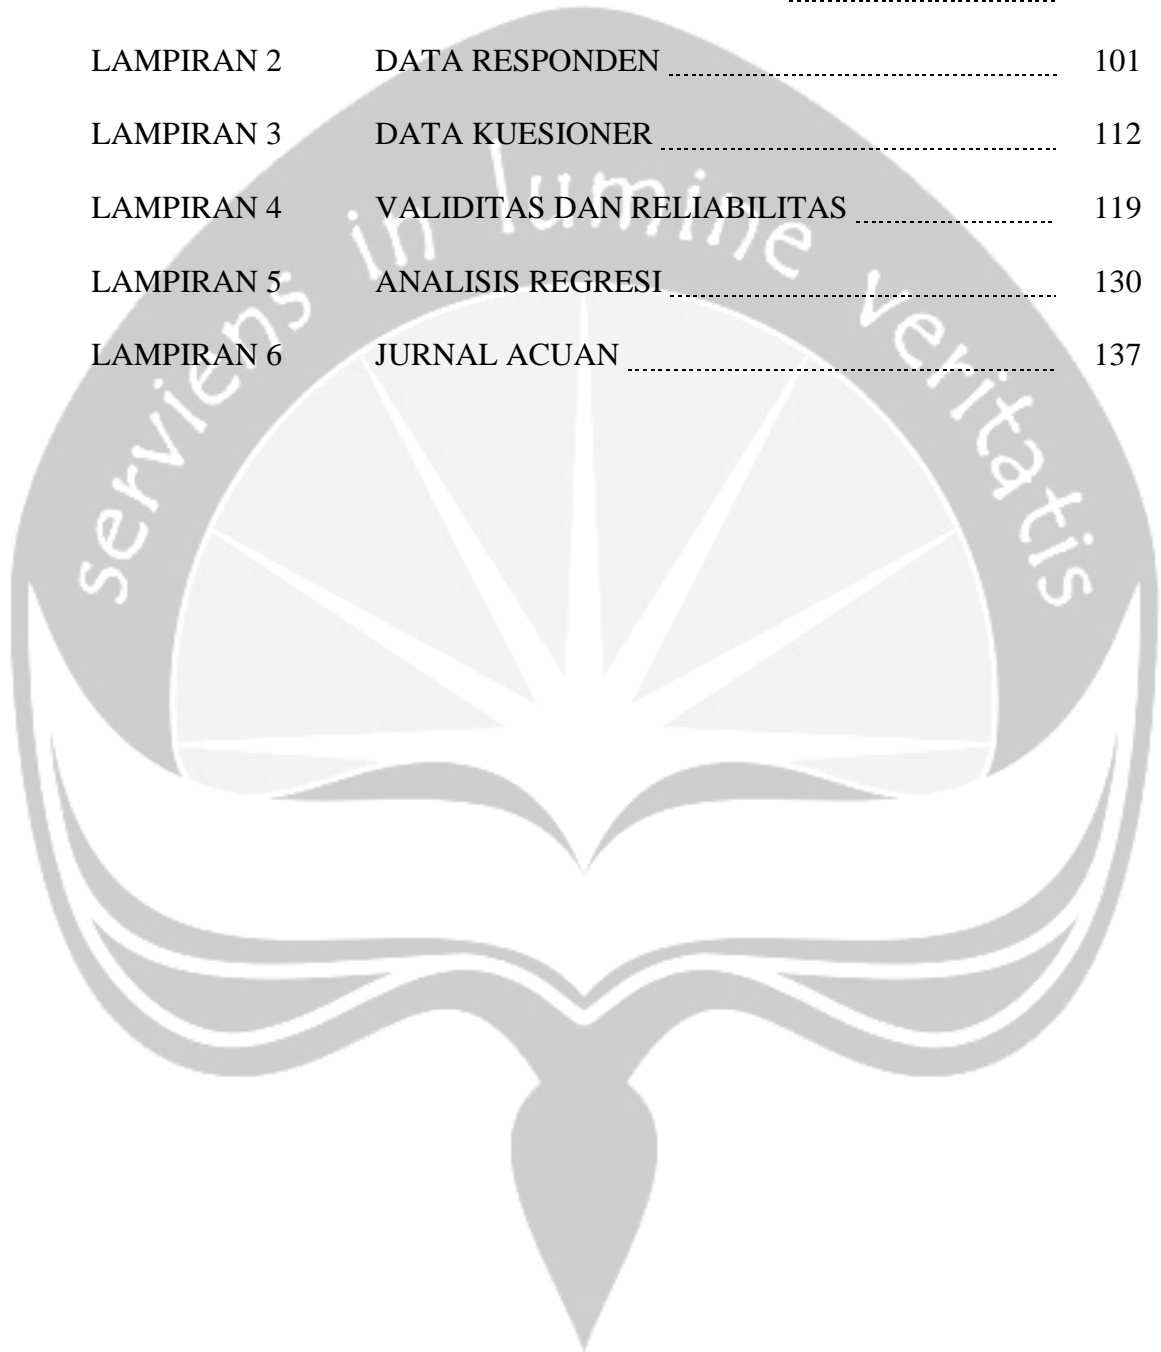 LAMPIRAN 2 DATA RESPONDEN 101
LAMPIRAN 3 DATA KUESIONER 112
LAMPIRAN 4 VALIDITAS DAN RELIABILITAS 119
LAMPIRAN 5 ANALISIS REGRESI 130
LAMPIRAN 6 JURNAL ACUAN 137
serviens in lumine veritatis